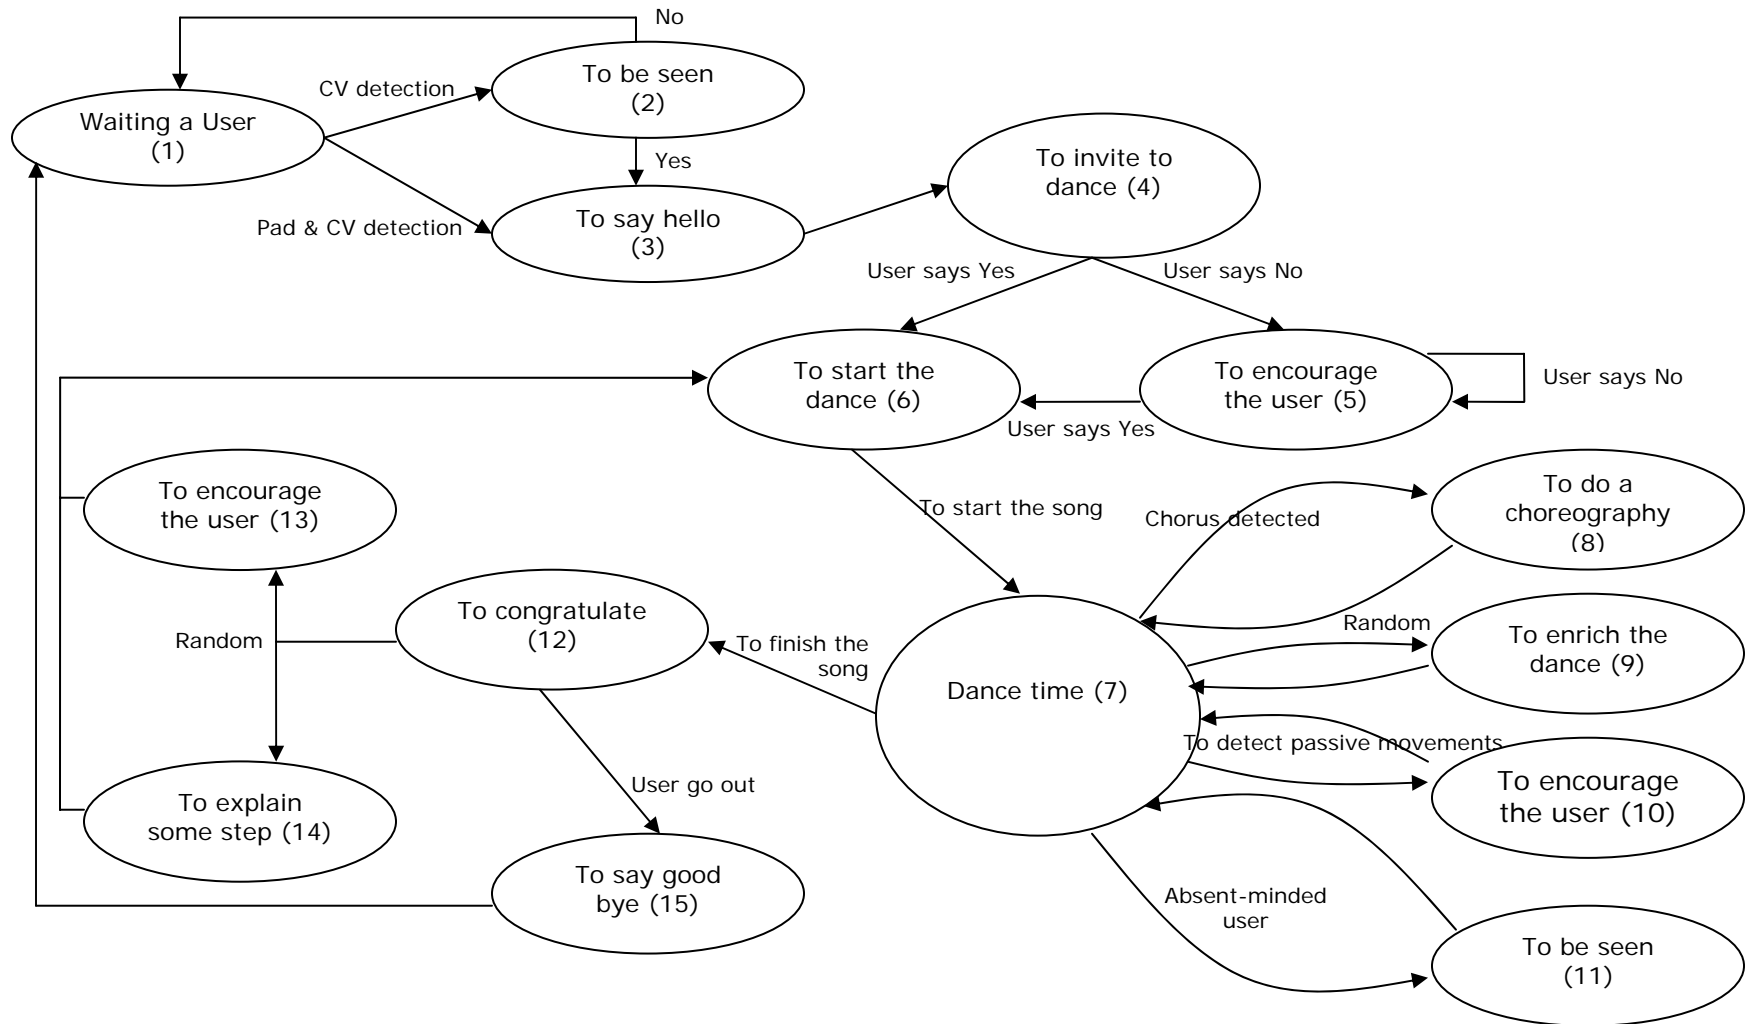 No
To be seen
(2)
CV detection
Waiting a User
(1)
Yes
To invite to
dance (4)
To say hello
(3)
Pad & CV detection
User says Yes
User says No
To start the
dance (6)
To encourage
the user (5)
User says No
User says Yes
To encourage
the user (13)
To start the song
Chorus detected
To do a
choreography
(8)
To congratulate
(12)
Random
To finish the
song
Random
To enrich the
dance (9)
Dance time (7)
To detect passive movements
To encourage
the user (10)
To explain
some step (14)
User go out
To say good
bye (15)
Absent-minded
user
To be seen
(11)